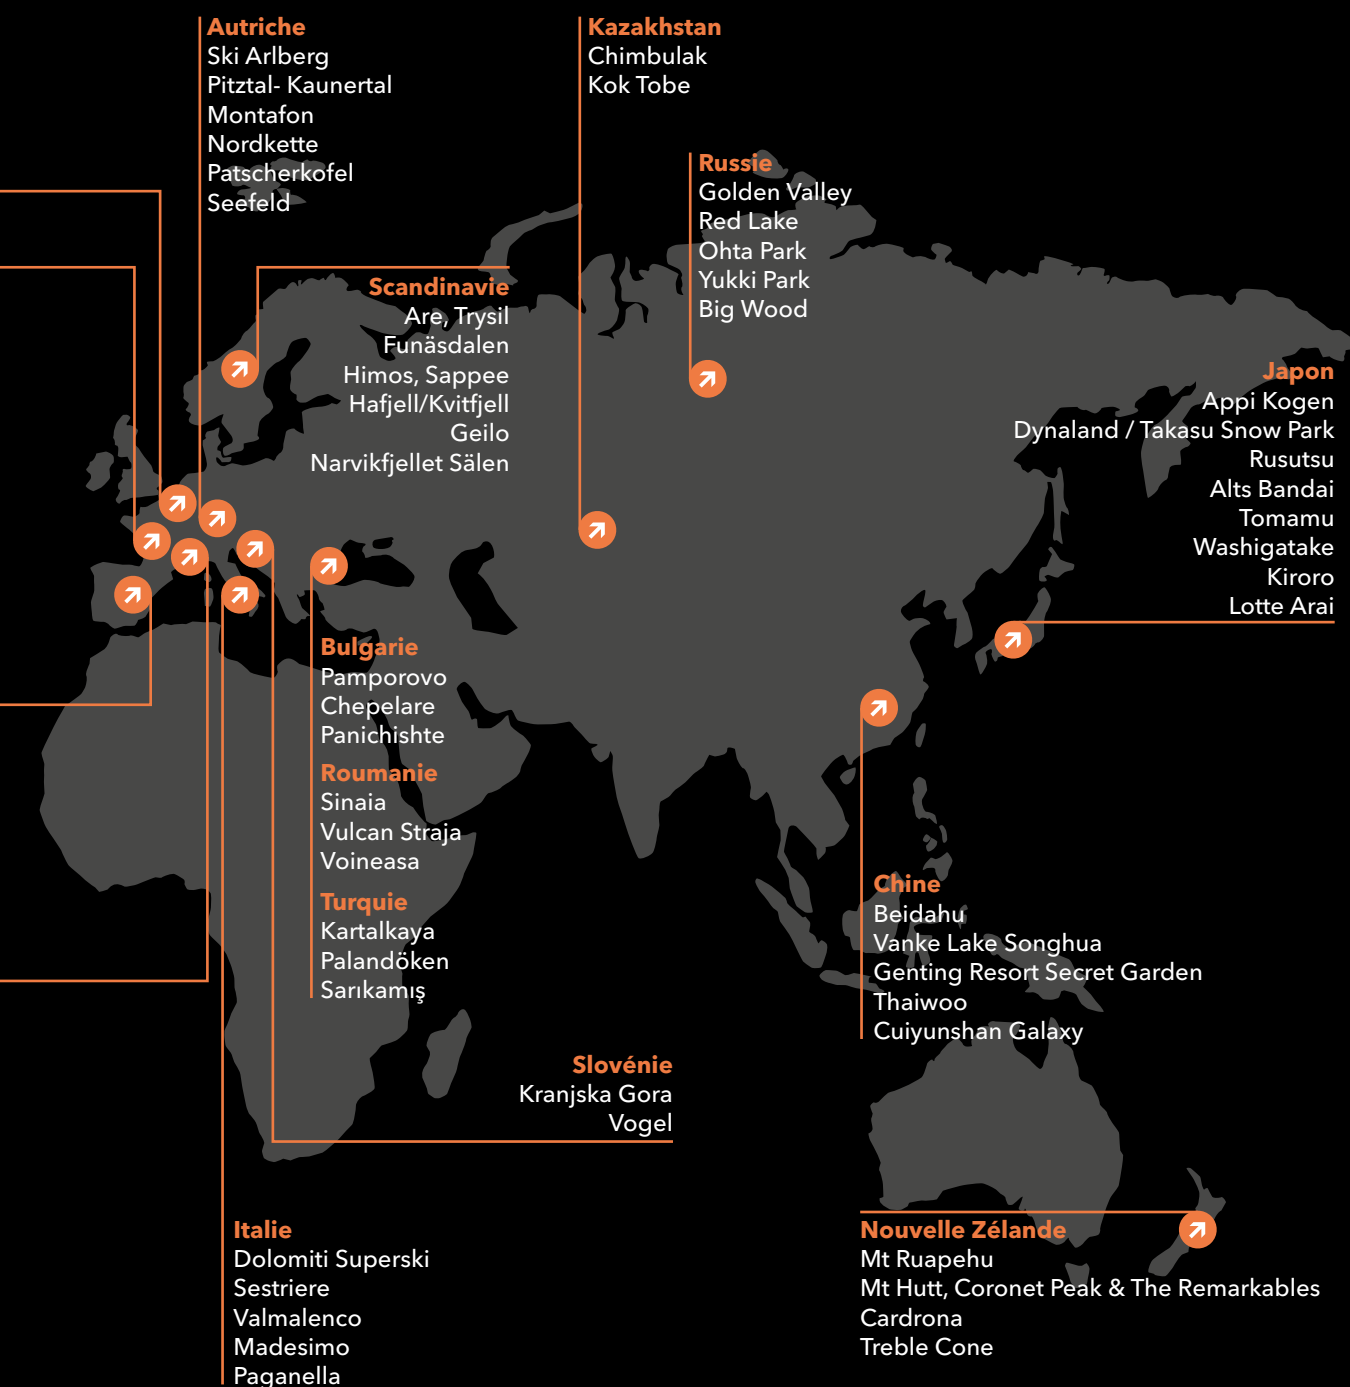 Autriche
Ski Arlberg
Pitztal- Kaunertal
Montafon
Nordkette
Patscherkofel
Seefeld
Kazakhstan
Chimbulak
Kok Tobe
Russie
Golden Valley
Red Lake
Ohta Park
Yukki Park
Big Wood
Scandinavie
Are, Trysil
Funäsdalen
Himos, Sappee
Hafjell/Kvitfjell
Geilo
Narvikfjellet Sälen
Japon
Appi Kogen
Dynaland / Takasu Snow Park
Rusutsu
Alts Bandai
Tomamu
Washigatake
Kiroro
Lotte Arai
Bulgarie
Pamporovo
Chepelare
Panichishte
Roumanie
Sinaia
Vulcan Straja
Voineasa
Turquie
Kartalkaya
Palandöken
Sarıkamış
Chine
Beidahu
Vanke Lake Songhua
Genting Resort Secret Garden
Thaiwoo
Cuiyunshan Galaxy
Slovénie
Kranjska Gora
Vogel
Italie
Dolomiti Superski
Sestriere
Valmalenco
Madesimo
Paganella
Nouvelle Zélande
Mt Ruapehu
Mt Hutt, Coronet Peak & The Remarkables
Cardrona
Treble Cone